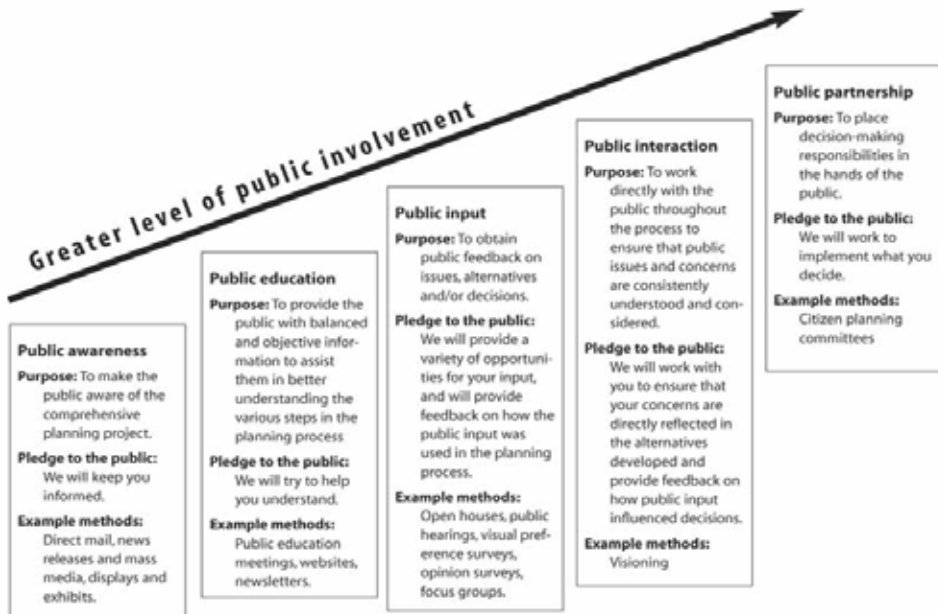 Greater level of public involvement
Public awareness
Purpose: To make the
public aware of the
comprehensive
planning project.
Pledge to the public:
We will keep you
informed.
Example methods:
Direct mail, news
releases and mass
media, displays and
exhibits.
Public education
Purpose: To provide the
public with balanced
and objective infor-
mation to assist
them in better
understanding the
various steps in the
planning process
Pledge to the public:
We will try to help
you understand.
Example methods:
Public education
meetings, websites,
newsletters.
Public input
Purpose: To obtain
public feedback on
issues, alternatives
and/or decisions.
Pledge to the public:
We will provide a
variety of opportuni-
ties for your input,
and will provide
feedback on how the
public input was
used in the planning
process.
Example methods:
Open houses, public
hearings, visual pref-
erence surveys,
opinion surveys,
focus groups.
Public interaction
Purpose: To work
directly with the
public throughout
the process to
ensure that public
issues and concerns
are consistently
understood and con-
sidered.
Pledge to the public:
We will work with
you to ensure that
your concerns are
directly reflected in
the alternatives
developed and
provide feedback on
how public input
influenced decisions.
Example methods:
Visioning
Public partnership
Purpose: To place
decision-making
responsibilities in
the hands of the
public.
Pledge to the public:
We will work to
implement what you
decide.
Example methods:
Citizen planning
committees